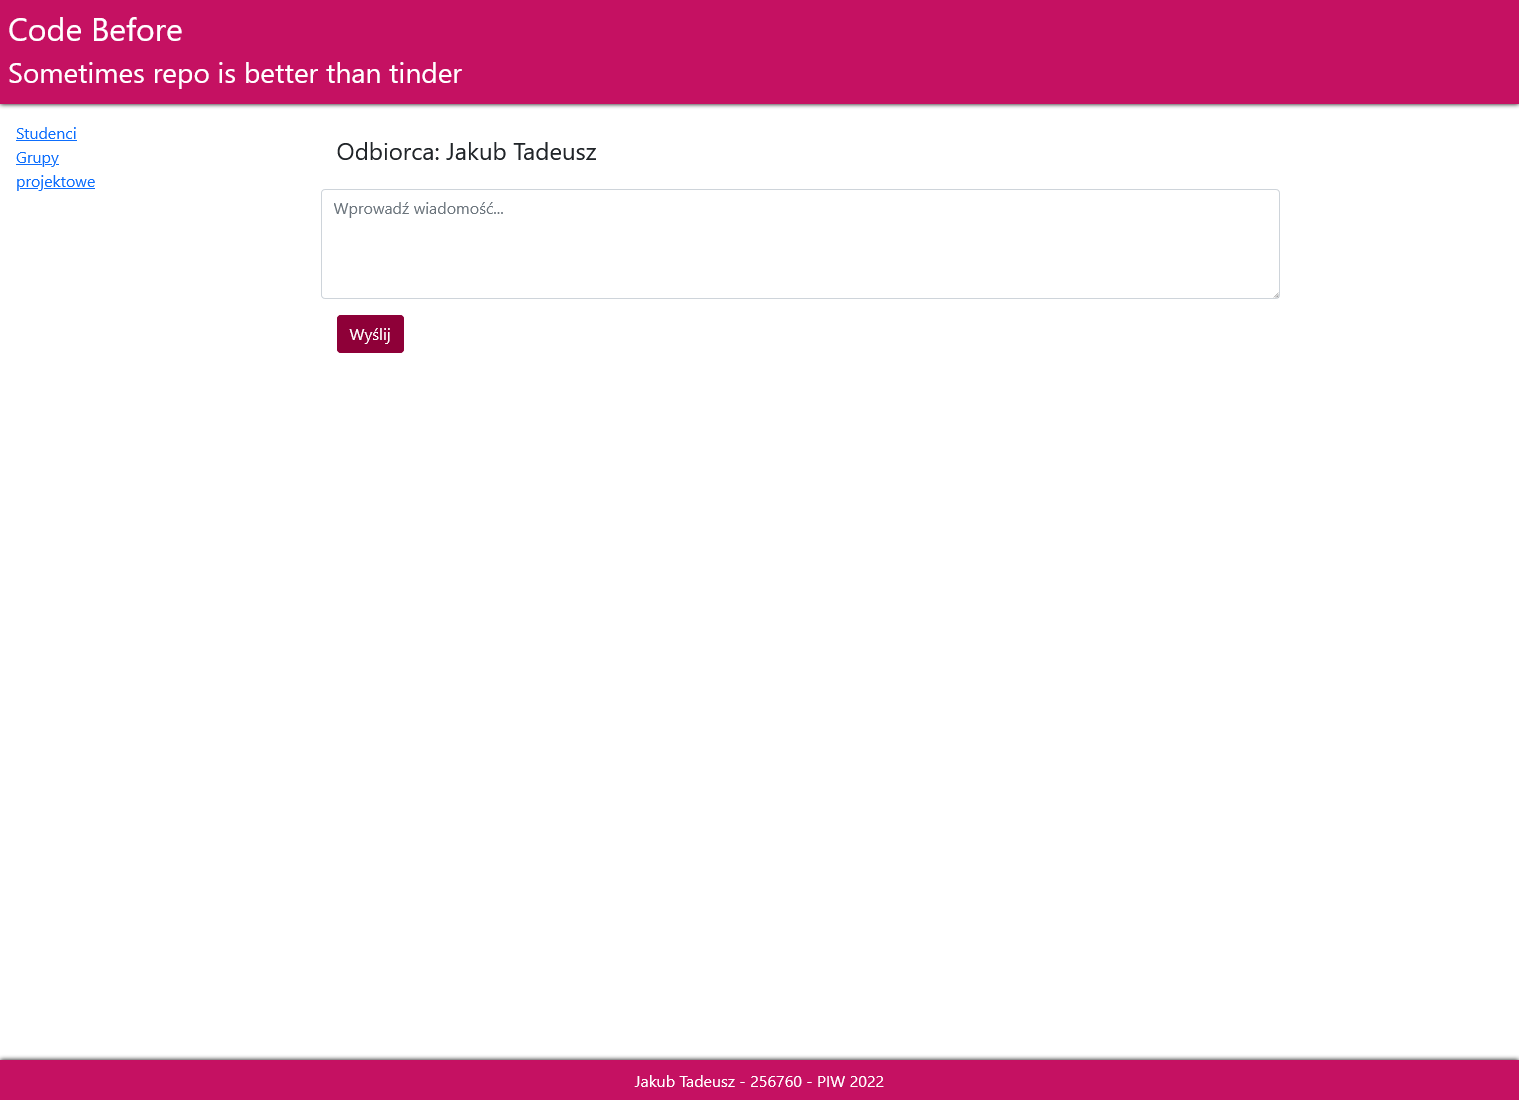 Code Before
Sometimes repo is better than tinder
Studenci
Grupy
projektowe
Odbiorca: Jakub Tadeusz
Wprowadź wiadomość...
Wyślij
Jakub Tadeusz - 256760 - PIW 2022